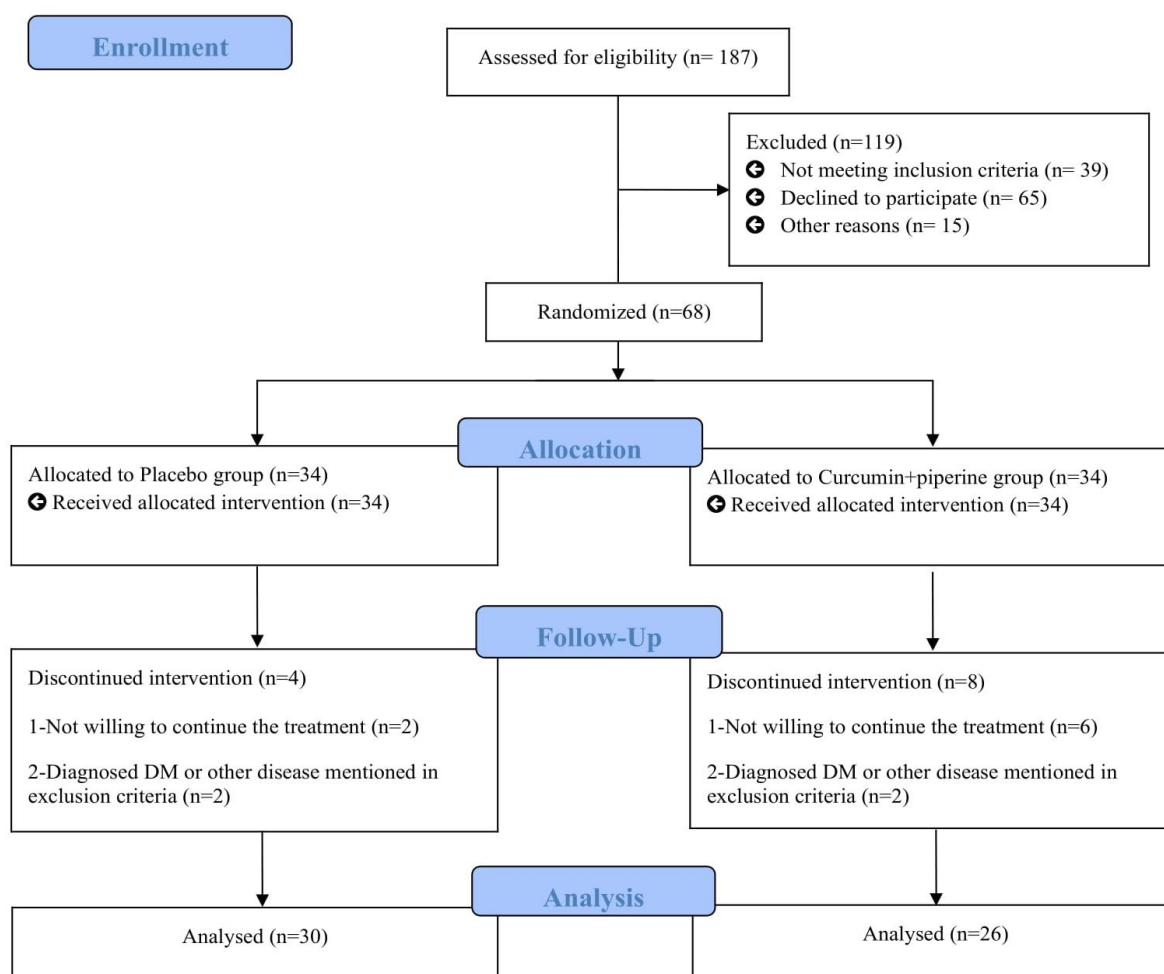 Enrollment
Assessed for eligibility (n= 187)
Excluded (n=119)
Not meeting inclusion criteria (n= 39)
Declined to participate (n= 65)
Other reasons (n= 15)
Randomized (n=68)
Allocation
Allocated to Placebo group (n=34)
Received allocated intervention (n=34)
Allocated to Curcumin+piperine group (n=34)
Received allocated intervention (n=34)
Follow-Up
Discontinued intervention (n=4)
1-Not willing to continue the treatment (n=2)
2-Diagnosed DM or other disease mentioned in
exclusion criteria (n=2)
Discontinued intervention (n=8)
1-Not willing to continue the treatment (n=6)
2-Diagnosed DM or other disease mentioned in
exclusion criteria (n=2)
Analysis
Analysed (n=30)
Analysed (n=26)